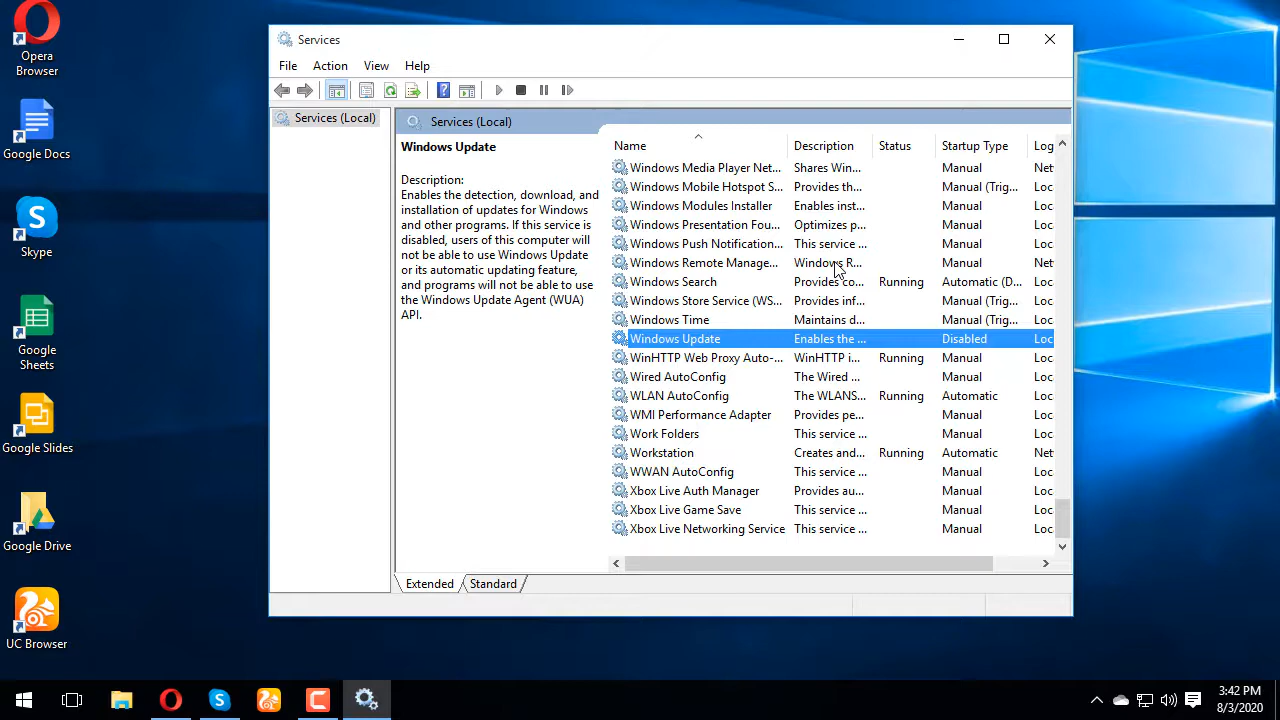 Opera
Browser
Google Docs
Skype
Google
Sheets
Google Slides
Google Drive
UC Browser
Services
File Action View Help
Services (Local)
Services (Local)
Windows Update
Description:
Enables the detection, download, and
installation of updates for Windows
and other programs. If this service is
disabled, users of this computer will
not be able to use Windows Update
or its automatic updating feature,
and programs will not be able to use
the Windows Update Agent (WUA)
API.
Name Description Status Startup Type Log
Windows Media Player Net... Shares Win... Manual Net
Windows Mobile Hotspot S... Provides th... Manual (Trig... Loc
Windows Modules Installer Enables inst... Manual Loc
Windows Presentation Fou... Optimizes p... Manual Loc
Windows Push Notification... This service ... Manual Loc
Windows Remote Manage... Windows R... Manual Net
Windows Search Provides co... Running Automatic (D... Loc
Windows Store Service (WS... Provides inf... Manual (Trig... Loc
Windows Time Maintains d... Manual (Trig... Loc
Windows Update Enables the ... Disabled Loc
WinHTTP Web Proxy Auto-... WinHTTP i... Running Manual Loc
Wired AutoConfig The Wired ... Manual Loc
WLAN AutoConfig The WLANS... Running Automatic Loc
WMI Performance Adapter Provides pe... Manual Loc
Work Folders This service ... Manual Loc
Workstation Creates and... Running Automatic Net
WWAN AutoConfig This service ... Manual Loc
Xbox Live Auth Manager Provides au... Manual Loc
Xbox Live Game Save This service ... Manual Loc
Xbox Live Networking Service This service ... Manual Loc
Extended Standard
3:42 PM
8/3/2020